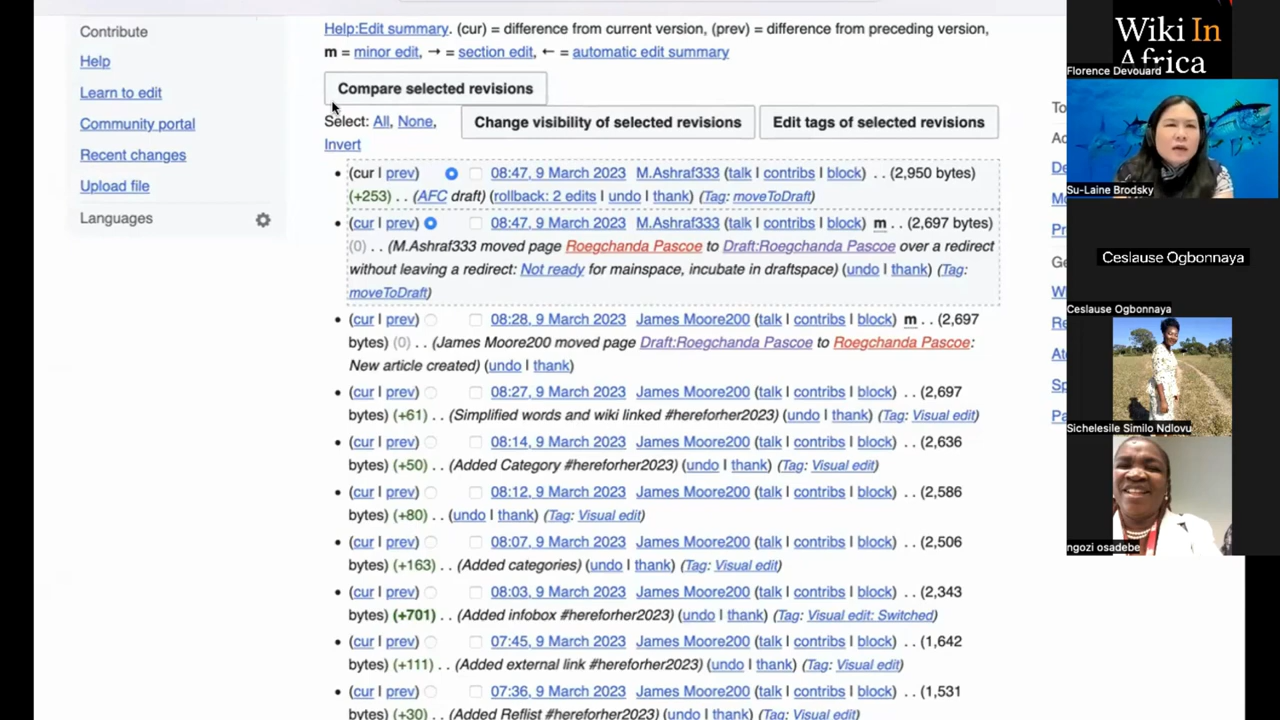 Contribute
Help
Learn to edit
Community portal
Recent changes
Upload file
Languages
Help:Edit summary. (cur) = difference from current version, (prev) = difference from preceding version,
m = minor edit, → = section edit, ← = automatic edit summary
Compare selected revisions
Select: All, None,
Invert
Change visibility of selected revisions
Edit tags of selected revisions
• (cur | prev) 08:47, 9 March 2023 M.Ashraf333 (talk | contribs | block) . . (2,950 bytes)
(+253) . . (AFC draft) (rollback: 2 edits | undo | thank) (Tag: moveToDraft)
• (cur | prev) 08:47, 9 March 2023 M.Ashraf333 (talk | contribs | block) m . . (2,697 bytes)
(0) . . (M.Ashraf333 moved page Roegchanda Pascoe to Draft:Roegchanda Pascoe over a redirect
without leaving a redirect: Not ready for mainspace, incubate in draftspace) (undo | thank) (Tag:
moveToDraft)
• (cur | prev) 08:28, 9 March 2023 James Moore200 (talk | contribs | block) m . . (2,697
bytes) (0) . . (James Moore200 moved page Draft:Roegchanda Pascoe to Roegchanda Pascoe:
New article created) (undo | thank)
• (cur | prev) 08:27, 9 March 2023 James Moore200 (talk | contribs | block) . . (2,697
bytes) (+61) . . (Simplified words and wiki linked #hereforher2023) (undo | thank) (Tag: Visual edit)
• (cur | prev) 08:14, 9 March 2023 James Moore200 (talk | contribs | block) . . (2,636
bytes) (+50) . . (Added Category #hereforher2023) (undo | thank) (Tag: Visual edit)
• (cur | prev) 08:12, 9 March 2023 James Moore200 (talk | contribs | block) . . (2,586
bytes) (+80) . . (undo | thank) (Tag: Visual edit)
• (cur | prev) 08:07, 9 March 2023 James Moore200 (talk | contribs | block) . . (2,506
bytes) (+163) . . (Added categories) (undo | thank) (Tag: Visual edit)
• (cur | prev) 08:03, 9 March 2023 James Moore200 (talk | contribs | block) . . (2,343
bytes) (+701) . . (Added infobox #hereforher2023) (undo | thank) (Tag: Visual edit: Switched)
• (cur | prev) 07:45, 9 March 2023 James Moore200 (talk | contribs | block) . . (1,642
bytes) (+111) . . (Added external link #hereforher2023) (undo | thank) (Tag: Visual edit)
• (cur | prev) 07:36, 9 March 2023 James Moore200 (talk | contribs | block) . . (1,531
bytes) (+30) . . (Added Reflist #hereforher2023) (undo | thank) (Tag: Visual edit)
Wiki In
Africa
Florence Devouard
Su-Laine Brodsky
Ceslause Ogbonnaya
Ceslause Ogbonnaya
Sichelesile Similo Ndlovu
ngozi osadebe